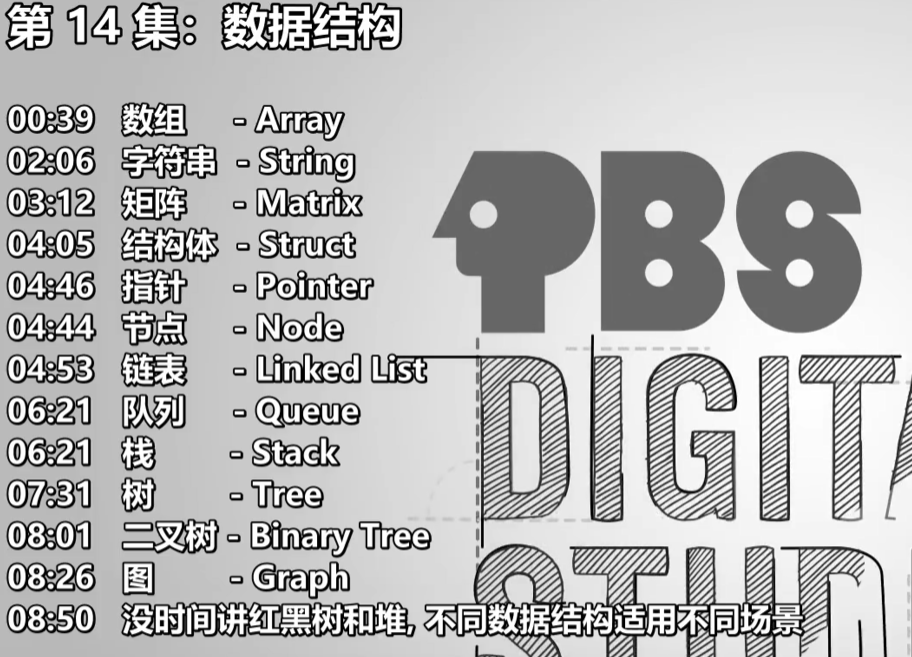 第 14 集：数据结构
00:39 数组 - Array
02:06 字符串 - String
03:12 矩阵 - Matrix
04:05 结构体 - Struct
04:46 指针 - Pointer
04:44 节点 - Node
04:53 链表 - Linked List
06:21 队列 - Queue
06:21 栈 - Stack
07:31 树 - Tree
08:01 二叉树 - Binary Tree
08:26 图 - Graph
08:50 没时间讲红黑树和堆, 不同数据结构适用不同场景
PBS
DIGITA
STUD